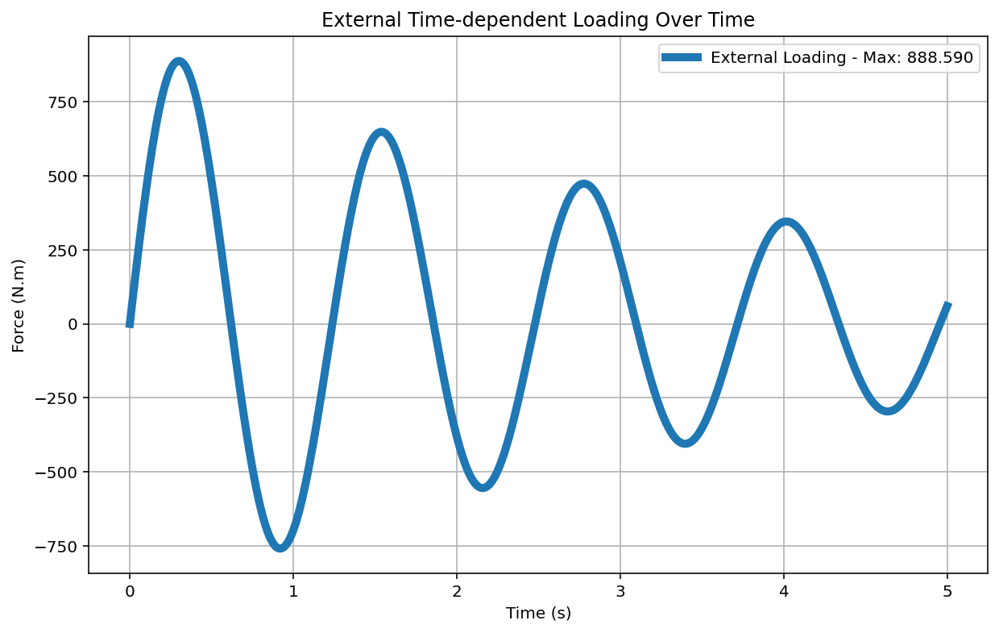 External Time-dependent Loading Over Time
External Loading - Max: 888.590
Force (N.m)
750
500
250
0
−250
−500
−750
0 1 2 3 4 5
Time (s)